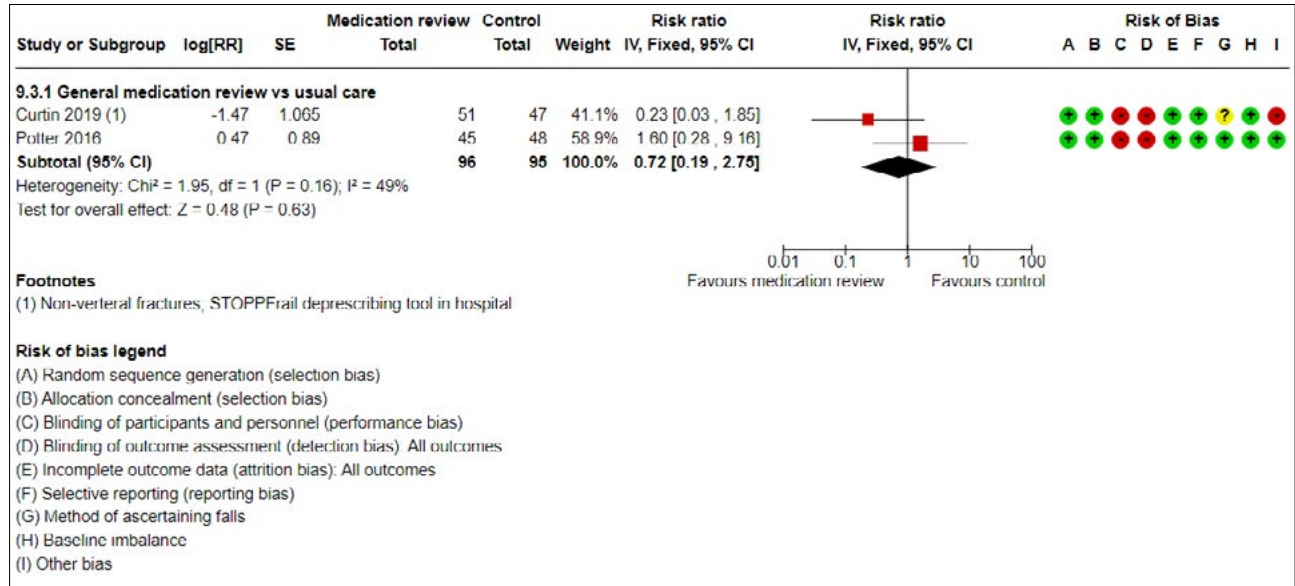 Medication review Control Risk ratio Risk ratio Risk of Bias
Study or Subgroup log[RR] SE Total Total Weight IV, Fixed, 95% CI IV, Fixed, 95% CI A B C D E F G H I
9.3.1 General medication review vs usual care
Curtin 2019 (1) -1.47 1.065 51 47 41.1% 0.23 [0.03 , 1.85] + + - - + + ? + -
Potter 2016 0.47 0.89 45 48 58.9% 1.60 [0.28 , 9.16] + + - - + + + + +
Subtotal (95% CI) 96 95 100.0% 0.72 [0.19 , 2.75]
Heterogeneity: Chi² = 1.95, df = 1 (P = 0.16); I² = 49%
Test for overall effect: Z = 0.48 (P = 0.63)
0.01 0.1 1 10 100
Favours medication review Favours control
Footnotes
(1) Non-verteral fractures, STOPPFrail deprescribing tool in hospital
Risk of bias legend
(A) Random sequence generation (selection bias)
(B) Allocation concealment (selection bias)
(C) Blinding of participants and personnel (performance bias)
(D) Blinding of outcome assessment (detection bias): All outcomes
(E) Incomplete outcome data (attrition bias): All outcomes
(F) Selective reporting (reporting bias)
(G) Method of ascertaining falls
(H) Baseline imbalance
(I) Other bias